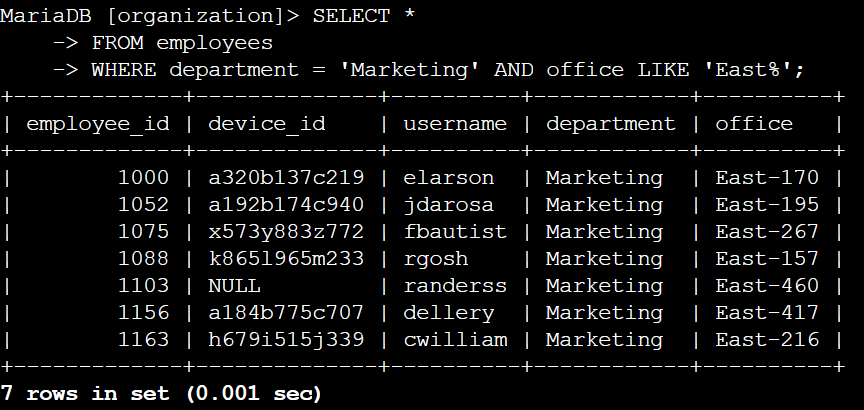 MariaDB [organization]> SELECT *
    -> FROM employees
    -> WHERE department = 'Marketing' AND office LIKE 'East%';
+-------------+--------------+----------+------------+----------+
| employee_id | device_id    | username | department | office   |
+-------------+--------------+----------+------------+----------+
|        1000 | a320b137c219 | elarson  | Marketing  | East-170 |
|        1052 | a192b174c940 | jdarosa  | Marketing  | East-195 |
|        1075 | x573y883z772 | fbautist | Marketing  | East-267 |
|        1088 | k865l965m233 | rgosh    | Marketing  | East-157 |
|        1103 | NULL         | randerss | Marketing  | East-460 |
|        1156 | a184b775c707 | dellery  | Marketing  | East-417 |
|        1163 | h679i515j339 | cwilliam | Marketing  | East-216 |
+-------------+--------------+----------+------------+----------+
7 rows in set (0.001 sec)